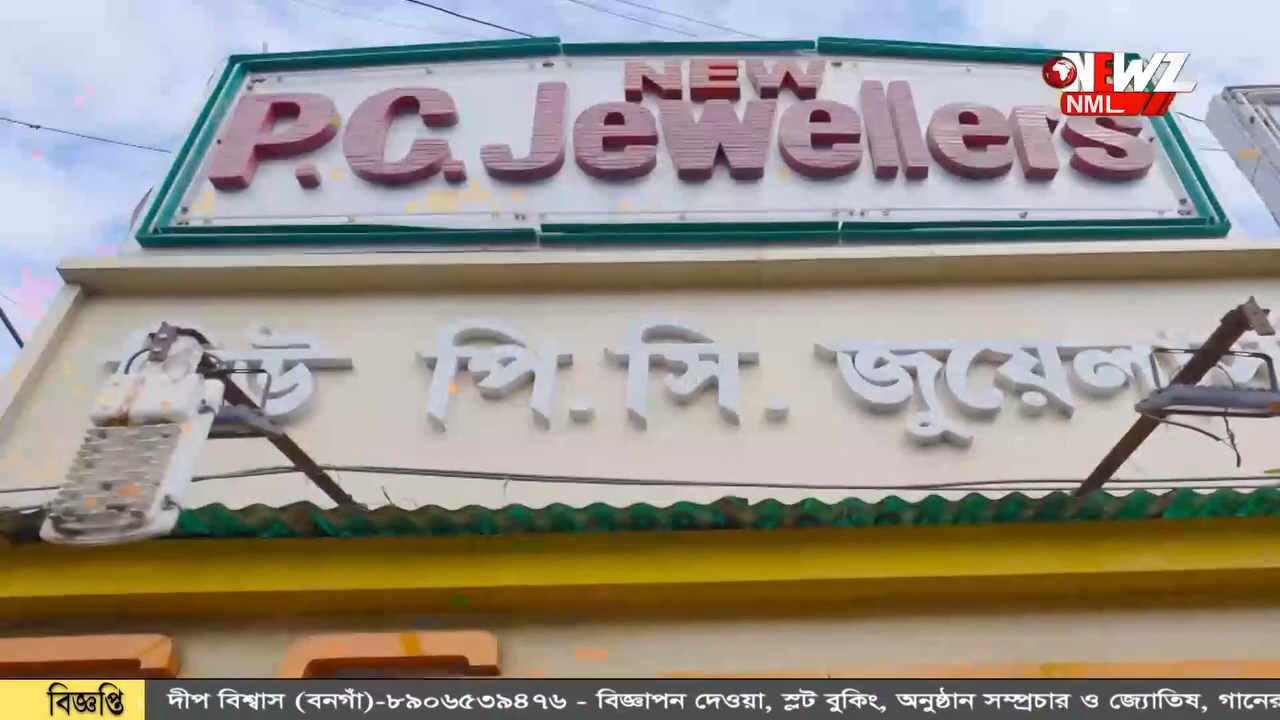 NEW
P.C. Jewellers
NEWZ
NML
নিউ পি.সি. জুয়েলার্স
বিজ্ঞপ্তি
দীপ বিশ্বাস (বনগাঁ)-৮৯০৬৫৩৯৪৭৬ - বিজ্ঞাপন দেওয়া, স্লট বুকিং, অনুষ্ঠান সম্প্রচার ও জ্যোতিষ, গানের